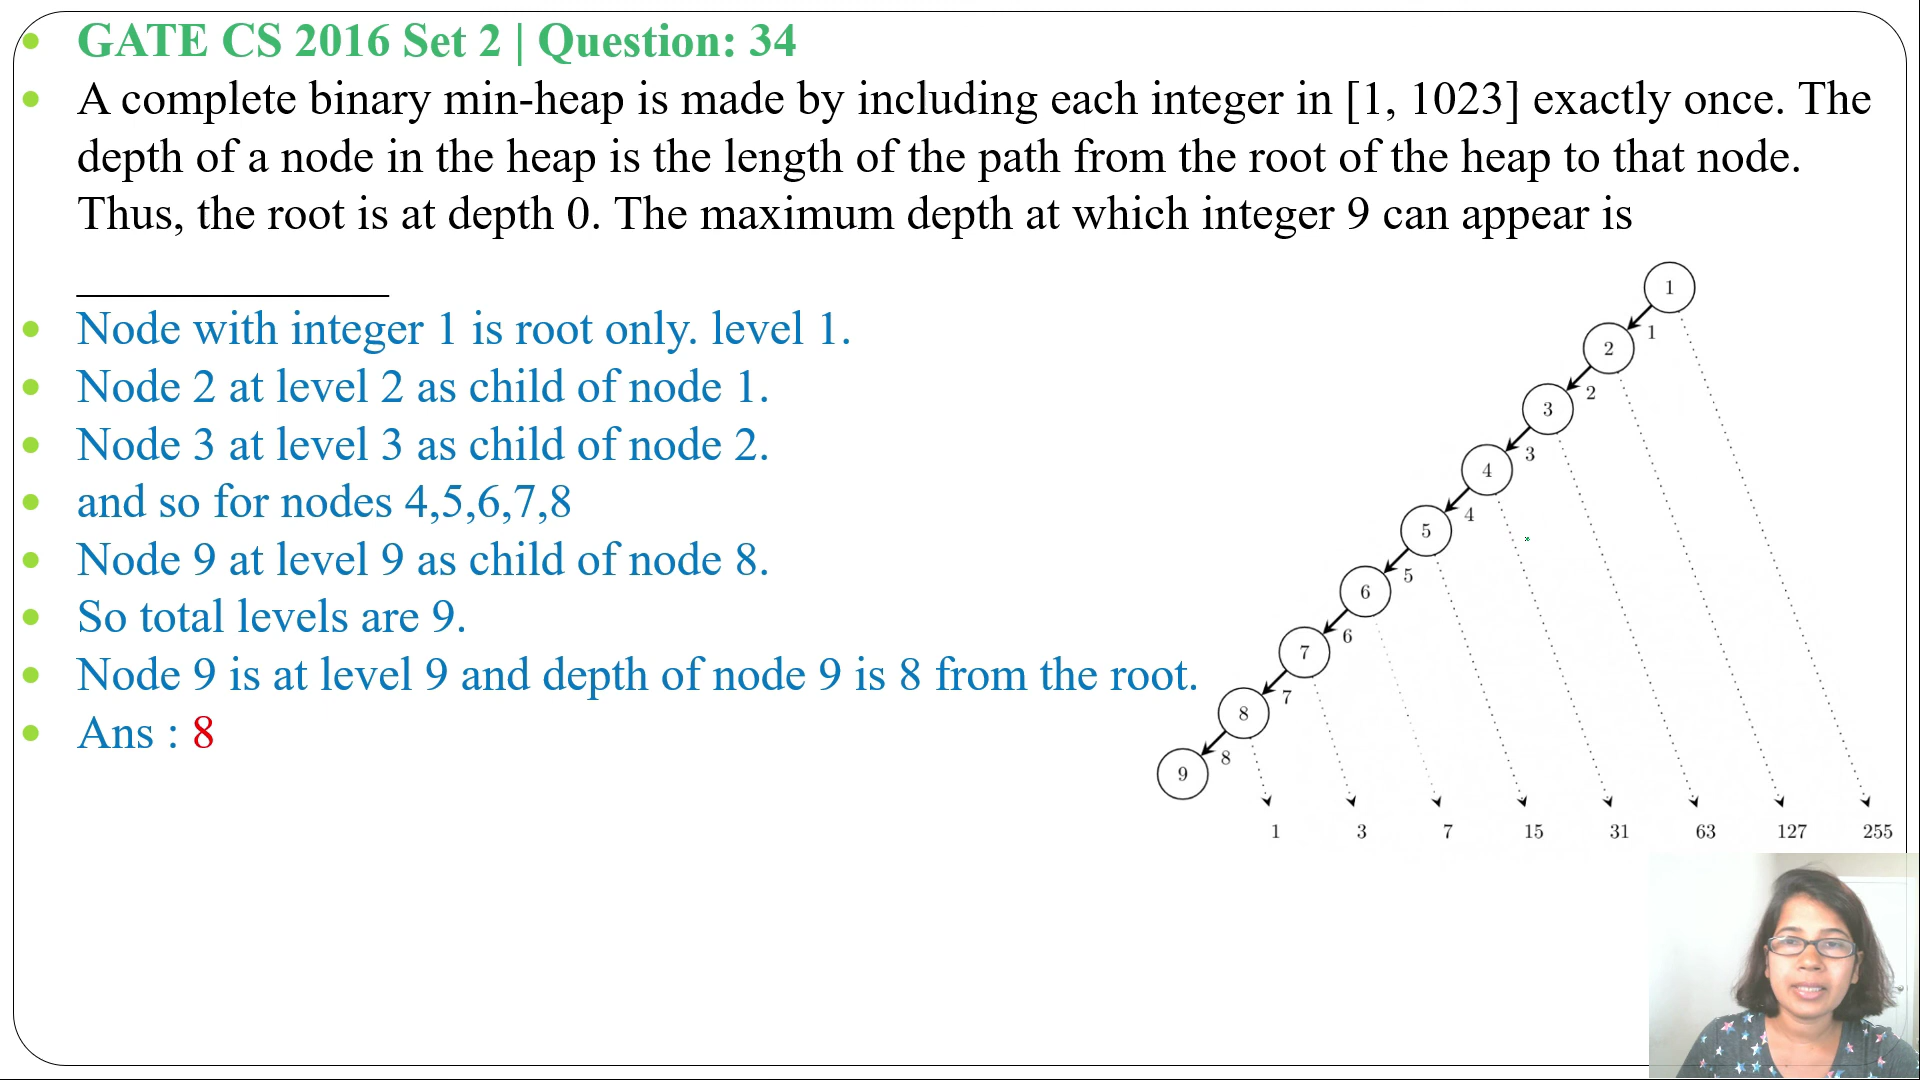 GATE CS 2016 Set 2 | Question: 34
A complete binary min-heap is made by including each integer in [1, 1023] exactly once. The
depth of a node in the heap is the length of the path from the root of the heap to that node.
Thus, the root is at depth 0. The maximum depth at which integer 9 can appear is
_____________
Node with integer 1 is root only. level 1.
Node 2 at level 2 as child of node 1.
Node 3 at level 3 as child of node 2.
and so for nodes 4,5,6,7,8
Node 9 at level 9 as child of node 8.
So total levels are 9.
Node 9 is at level 9 and depth of node 9 is 8 from the root.
Ans : 8
1
1
2
2
3
3
4
4
5
5
6
6
7
7
8
8
9
1 3 7 15 31 63 127 255